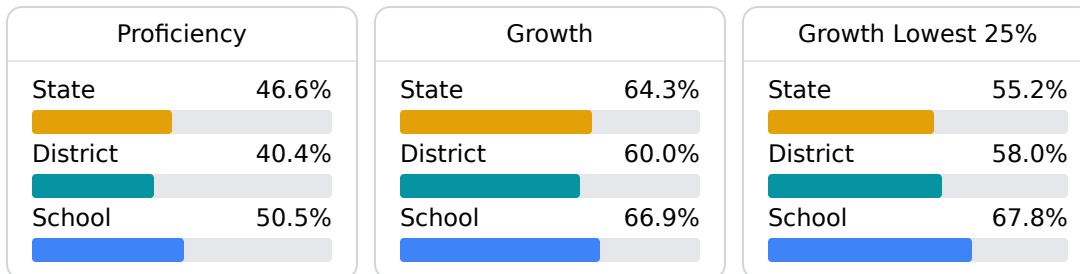 Proficiency
State 46.6%
District 40.4%
School 50.5%
Growth
State 64.3%
District 60.0%
School 66.9%
Growth Lowest 25%
State 55.2%
District 58.0%
School 67.8%